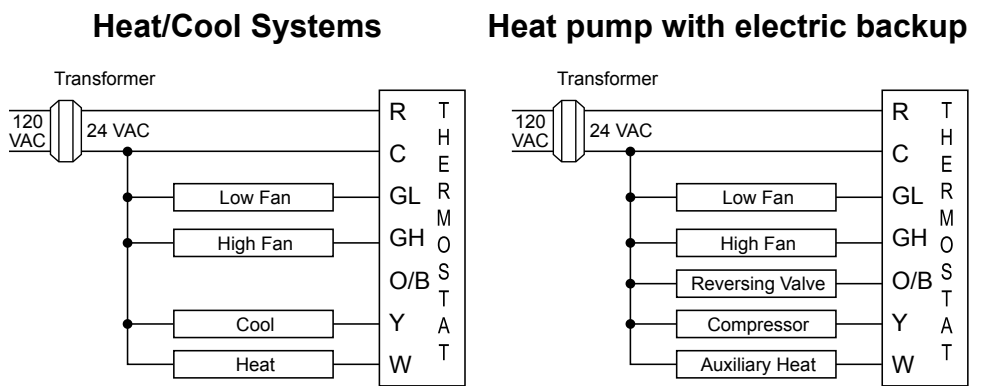 Heat/Cool Systems
Transformer
120
VAC
24 VAC
R
C
GL
Low Fan
GH
High Fan
O/B
Y
Cool
W
Heat
THERMOSTAT
Heat pump with electric backup
Transformer
120
VAC
24 VAC
R
C
Low Fan
GL
High Fan
GH
Reversing Valve
O/B
Compressor
Y
Auxiliary Heat
W
THERMOSTAT